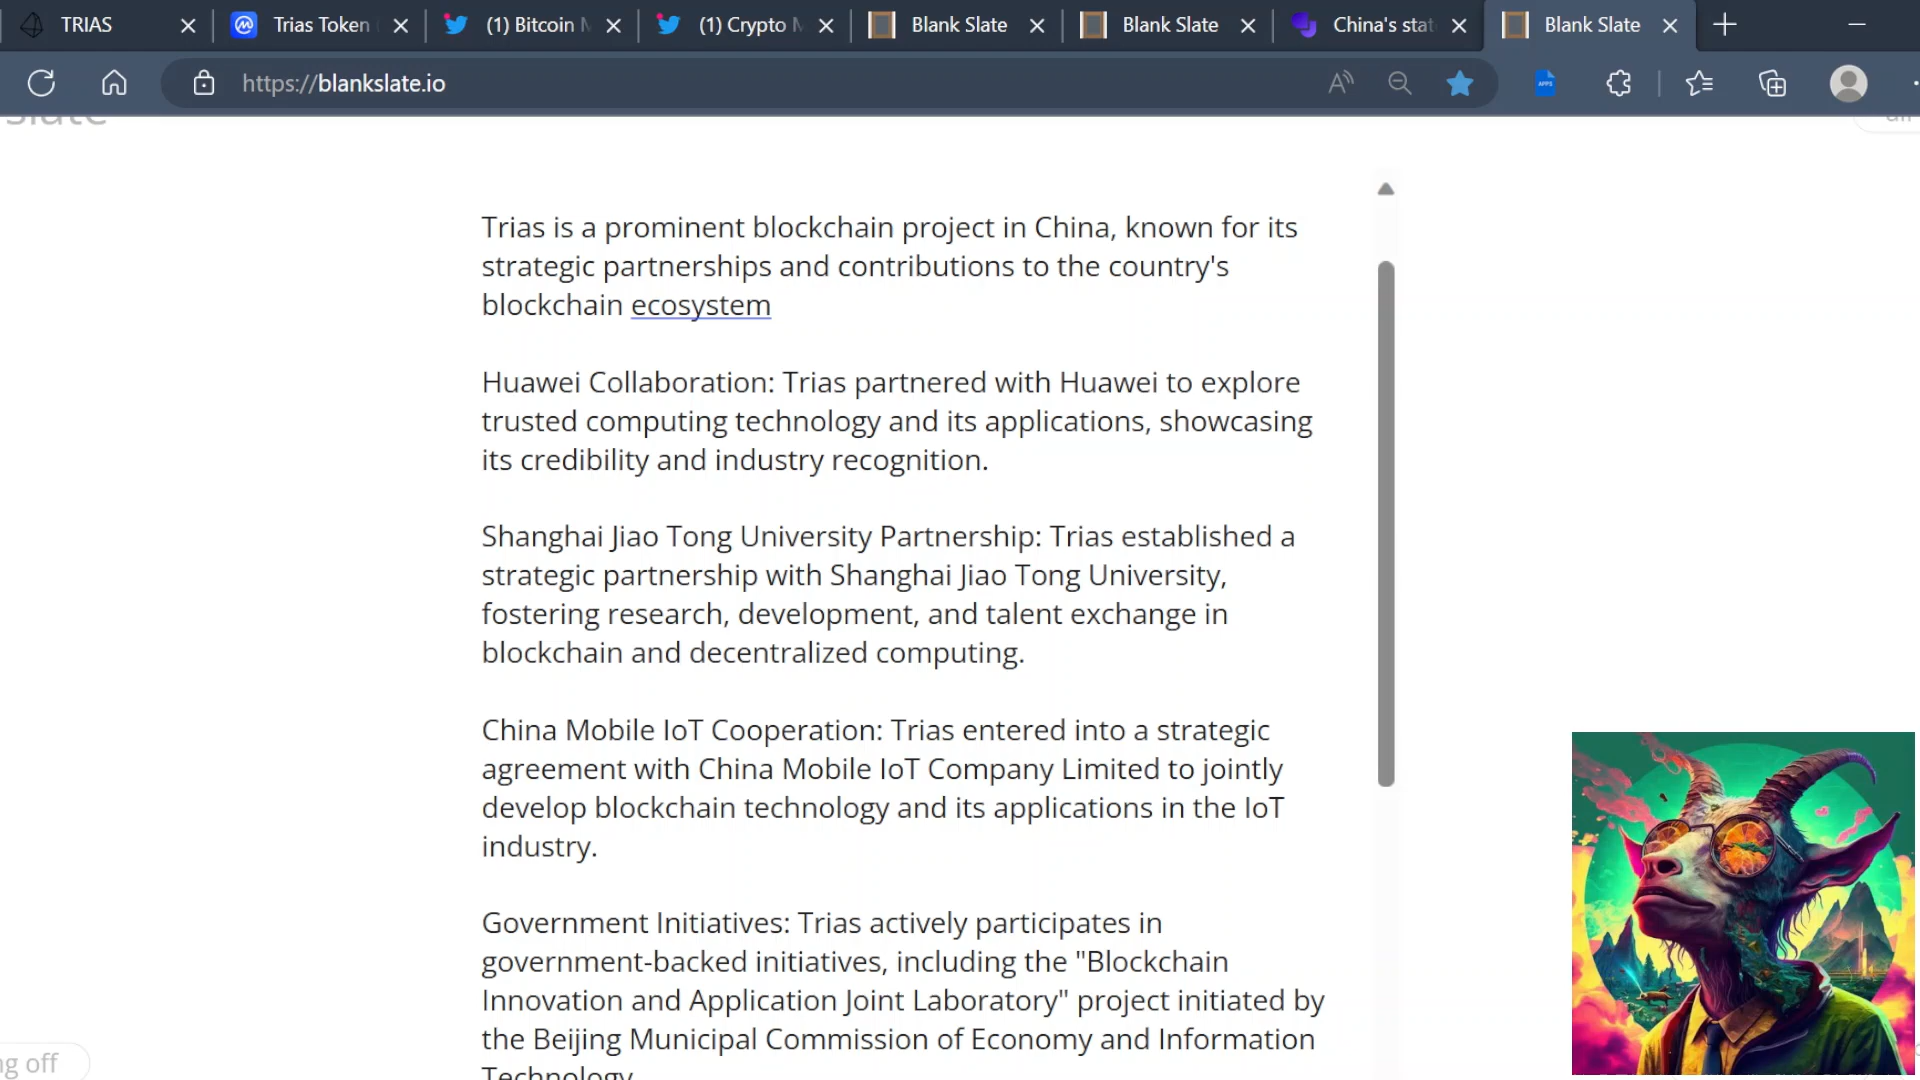 TRIAS
Trias Token
(1) Bitcoin
(1) Crypto
Blank Slate
Blank Slate
China's stat
Blank Slate
https://blankslate.io
APPS
slate
Trias is a prominent blockchain project in China, known for its
strategic partnerships and contributions to the country's
blockchain ecosystem
Huawei Collaboration: Trias partnered with Huawei to explore
trusted computing technology and its applications, showcasing
its credibility and industry recognition.
Shanghai Jiao Tong University Partnership: Trias established a
strategic partnership with Shanghai Jiao Tong University,
fostering research, development, and talent exchange in
blockchain and decentralized computing.
China Mobile IoT Cooperation: Trias entered into a strategic
agreement with China Mobile IoT Company Limited to jointly
develop blockchain technology and its applications in the IoT
industry.
Government Initiatives: Trias actively participates in
government-backed initiatives, including the "Blockchain
Innovation and Application Joint Laboratory" project initiated by
the Beijing Municipal Commission of Economy and Information
Technology
ng off